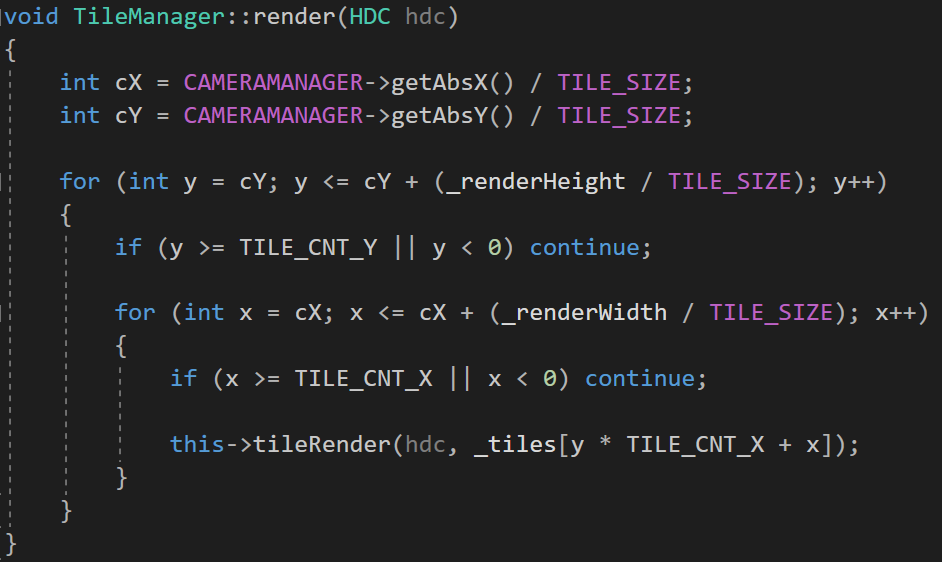 void TileManager::render(HDC hdc)
{
    int cX = CAMERAMANAGER->getAbsX() / TILE_SIZE;
    int cY = CAMERAMANAGER->getAbsY() / TILE_SIZE;

    for (int y = cY; y <= cY + (_renderHeight / TILE_SIZE); y++)
    {
        if (y >= TILE_CNT_Y || y < 0) continue;

        for (int x = cX; x <= cX + (_renderWidth / TILE_SIZE); x++)
        {
            if (x >= TILE_CNT_X || x < 0) continue;

            this->tileRender(hdc, _tiles[y * TILE_CNT_X + x]);
        }
    }
}